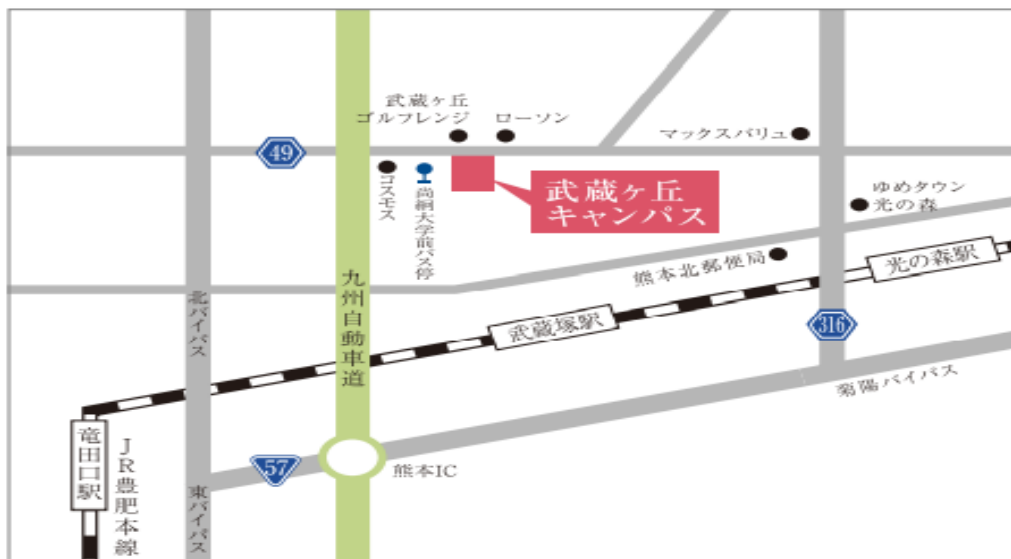 武蔵ヶ丘
ゴルフレンジ
ローソン
マックスバリュ
49
コスモス
尚絅大学前バス停
武蔵ヶ丘
キャンパス
ゆめタウン
光の森
熊本北郵便局
光の森駅
九州自動車道
北バイパス
武蔵塚駅
316
菊陽バイパス
竜田口駅
JR豊肥本線
57
熊本IC
東バイパス